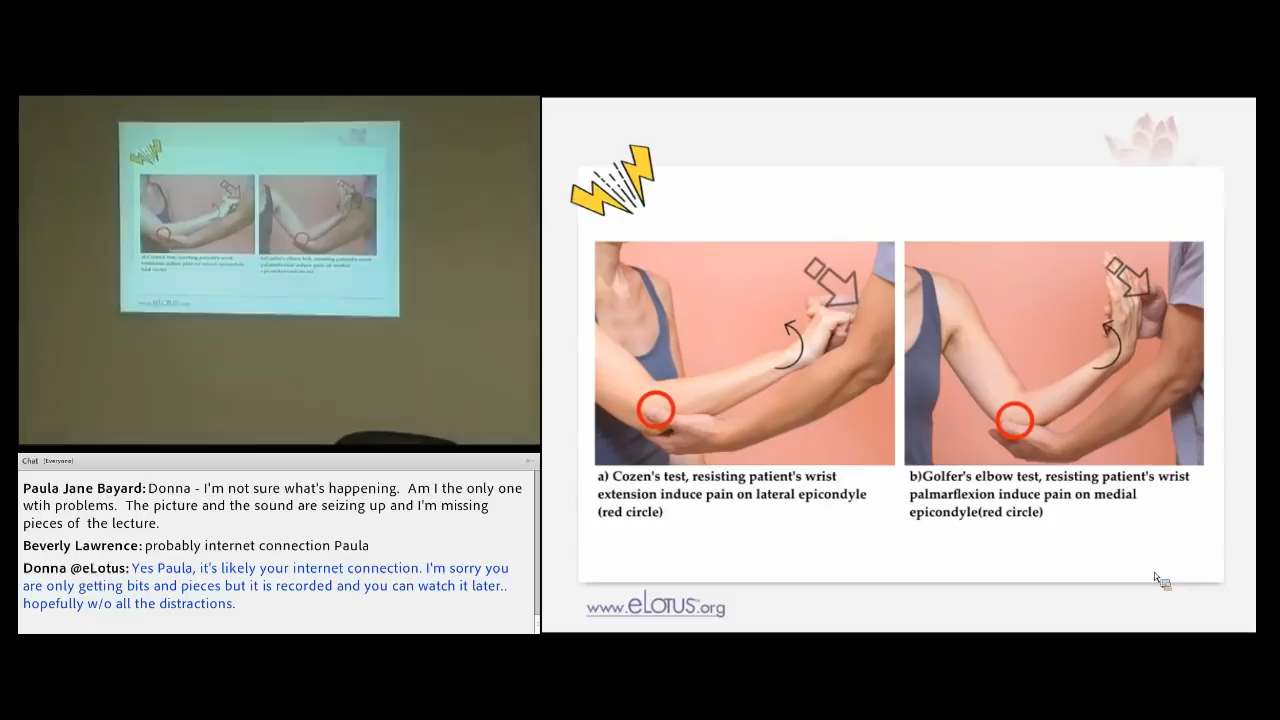 a) Cozen's test, resisting patient's wrist
extension induce pain on lateral epicondyle
(red circle)
b)Golfer's elbow test, resisting patient's wrist
palmarflexion induce pain on medial
epicondyle(red circle)
www.eLOTUS.org
Chat (Everyone)
Paula Jane Bayard: Donna - I'm not sure what's happening. Am I the only one
wtih problems. The picture and the sound are seizing up and I'm missing
pieces of the lecture.
Beverly Lawrence: probably internet connection Paula
Donna @eLotus: Yes Paula, it's likely your internet connection. I'm sorry you
are only getting bits and pieces but it is recorded and you can watch it later..
hopefully w/o all the distractions.